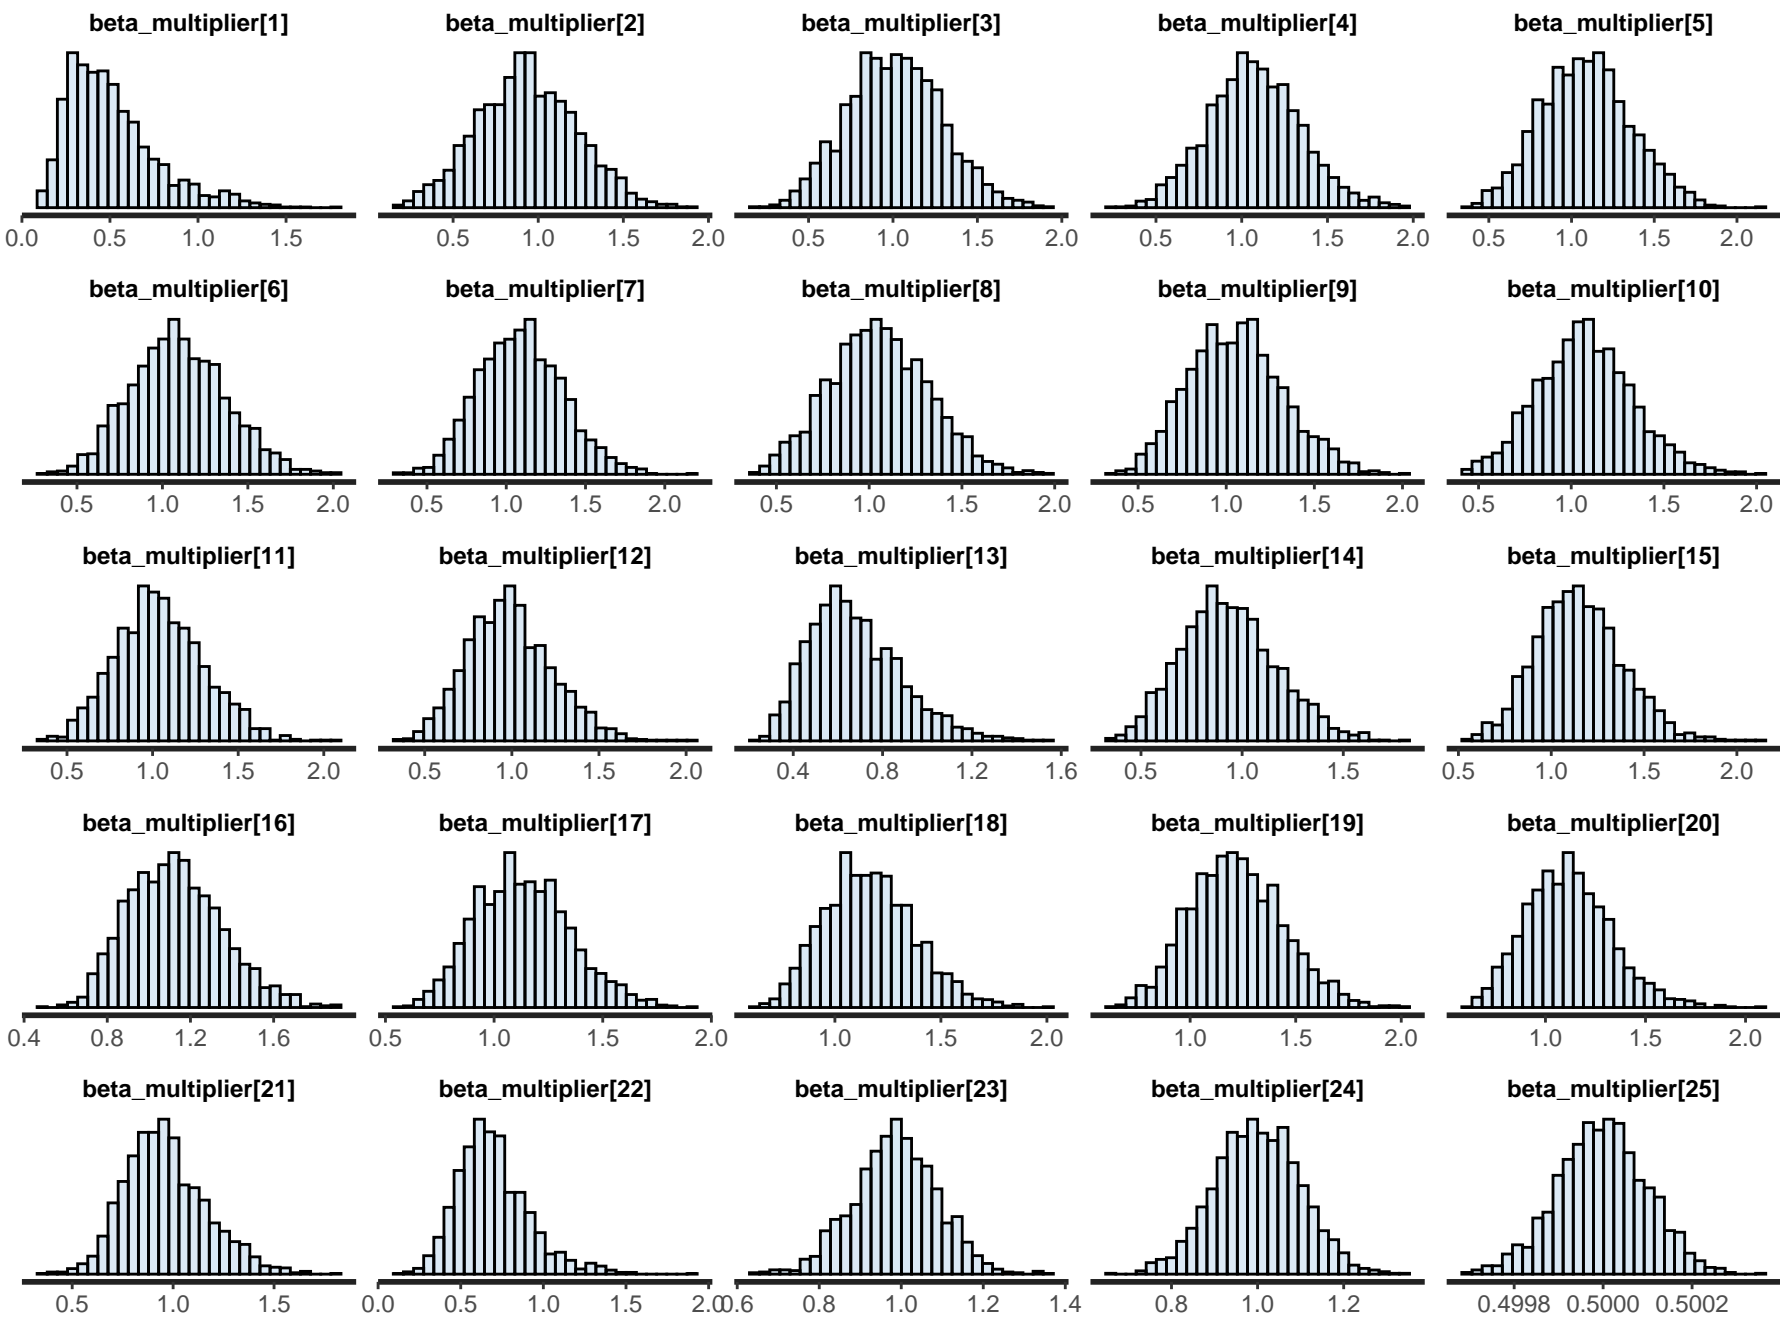 beta_multiplier[1] beta_multiplier[2] beta_multiplier[3] beta_multiplier[4] beta_multiplier[5]
0.0 0.5 1.0 1.5 0.5 1.0 1.5 2.0 0.5 1.0 1.5 2.0 0.5 1.0 1.5 2.0 0.5 1.0 1.5 2.0
beta_multiplier[6] beta_multiplier[7] beta_multiplier[8] beta_multiplier[9] beta_multiplier[10]
0.5 1.0 1.5 2.0 0.5 1.0 1.5 2.0 0.5 1.0 1.5 2.0 0.5 1.0 1.5 2.0 0.5 1.0 1.5 2.0
beta_multiplier[11] beta_multiplier[12] beta_multiplier[13] beta_multiplier[14] beta_multiplier[15]
0.5 1.0 1.5 2.0 0.5 1.0 1.5 2.0 0.4 0.8 1.2 1.6 0.5 1.0 1.5 0.5 1.0 1.5 2.0
beta_multiplier[16] beta_multiplier[17] beta_multiplier[18] beta_multiplier[19] beta_multiplier[20]
0.4 0.8 1.2 1.6 0.5 1.0 1.5 2.0 1.0 1.5 2.0 1.0 1.5 2.0 1.0 1.5 2.0
beta_multiplier[21] beta_multiplier[22] beta_multiplier[23] beta_multiplier[24] beta_multiplier[25]
0.5 1.0 1.5 0.0 0.5 1.0 1.5 2.0 0.6 0.8 1.0 1.2 1.4 0.8 1.0 1.2 0.4998 0.5000 0.5002